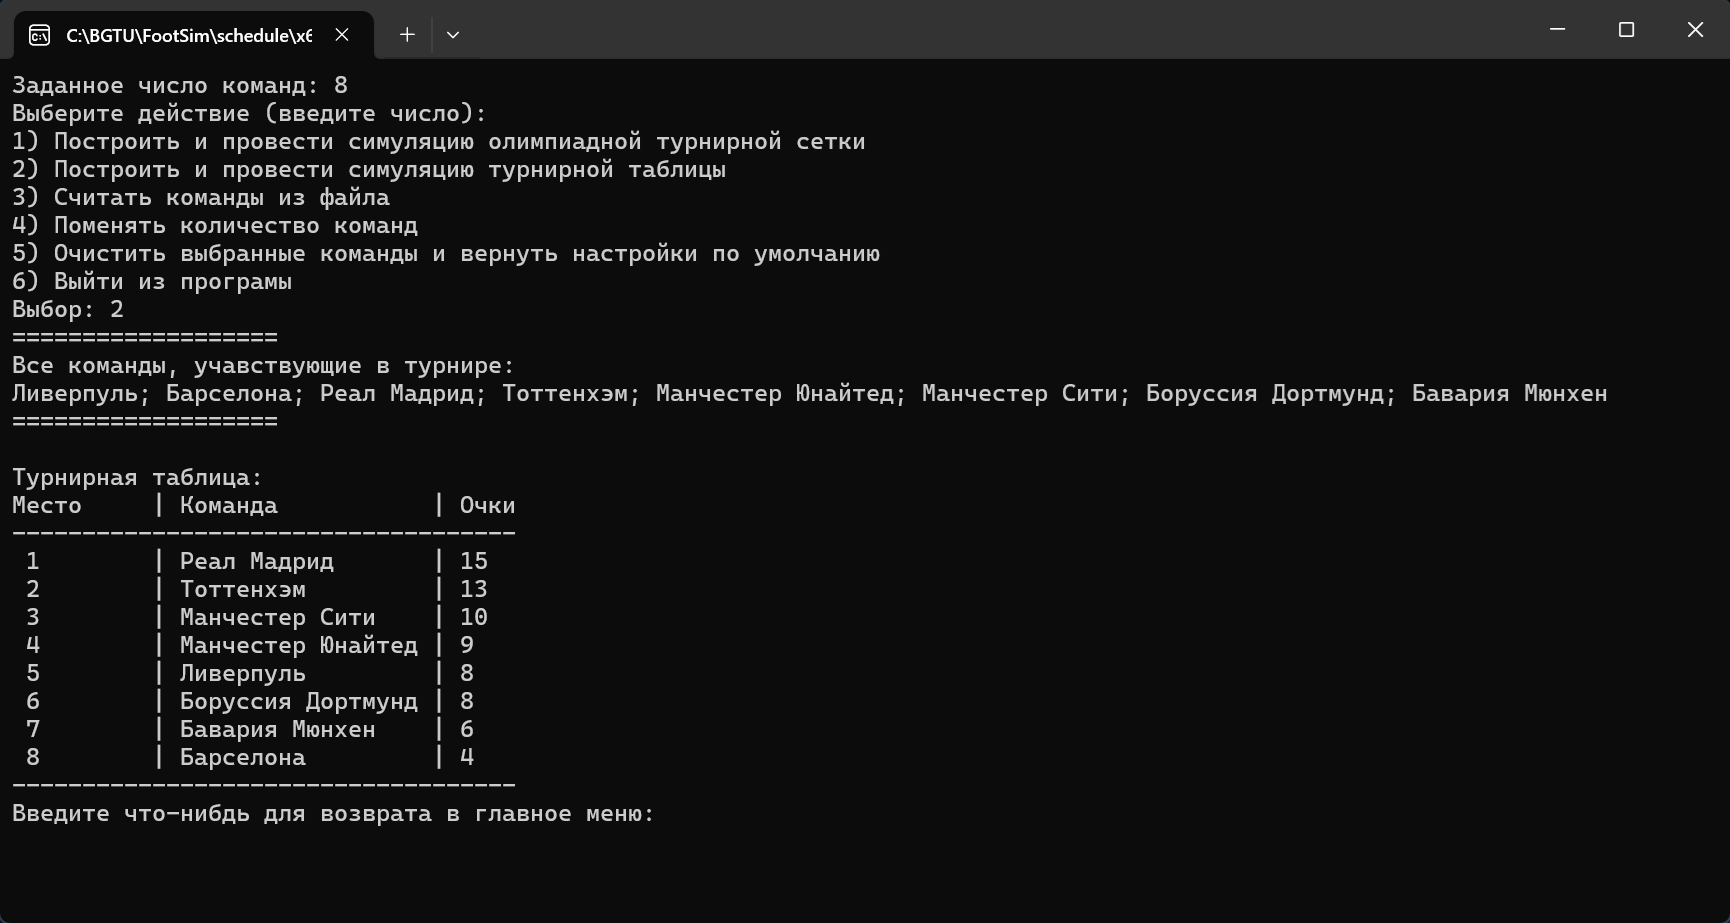 C:\BGTU\FootSim\schedule\x6
Заданное число команд: 8
Выберите действие (введите число):
1) Построить и провести симуляцию олимпиадной турнирной сетки
2) Построить и провести симуляцию турнирной таблицы
3) Считать команды из файла
4) Поменять количество команд
5) Очистить выбранные команды и вернуть настройки по умолчанию
6) Выйти из програмы
Выбор: 2
===================
Все команды, учавствующие в турнире:
Ливерпуль; Барселона; Реал Мадрид; Тоттенхэм; Манчестер Юнайтед; Манчестер Сити; Боруссия Дортмунд; Бавария Мюнхен
===================
Турнирная таблица:
Место | Команда | Очки
------------------------------------
1 | Реал Мадрид | 15
2 | Тоттенхэм | 13
3 | Манчестер Сити | 10
4 | Манчестер Юнайтед | 9
5 | Ливерпуль | 8
6 | Боруссия Дортмунд | 8
7 | Бавария Мюнхен | 6
8 | Барселона | 4
------------------------------------
Введите что-нибдь для возврата в главное меню: